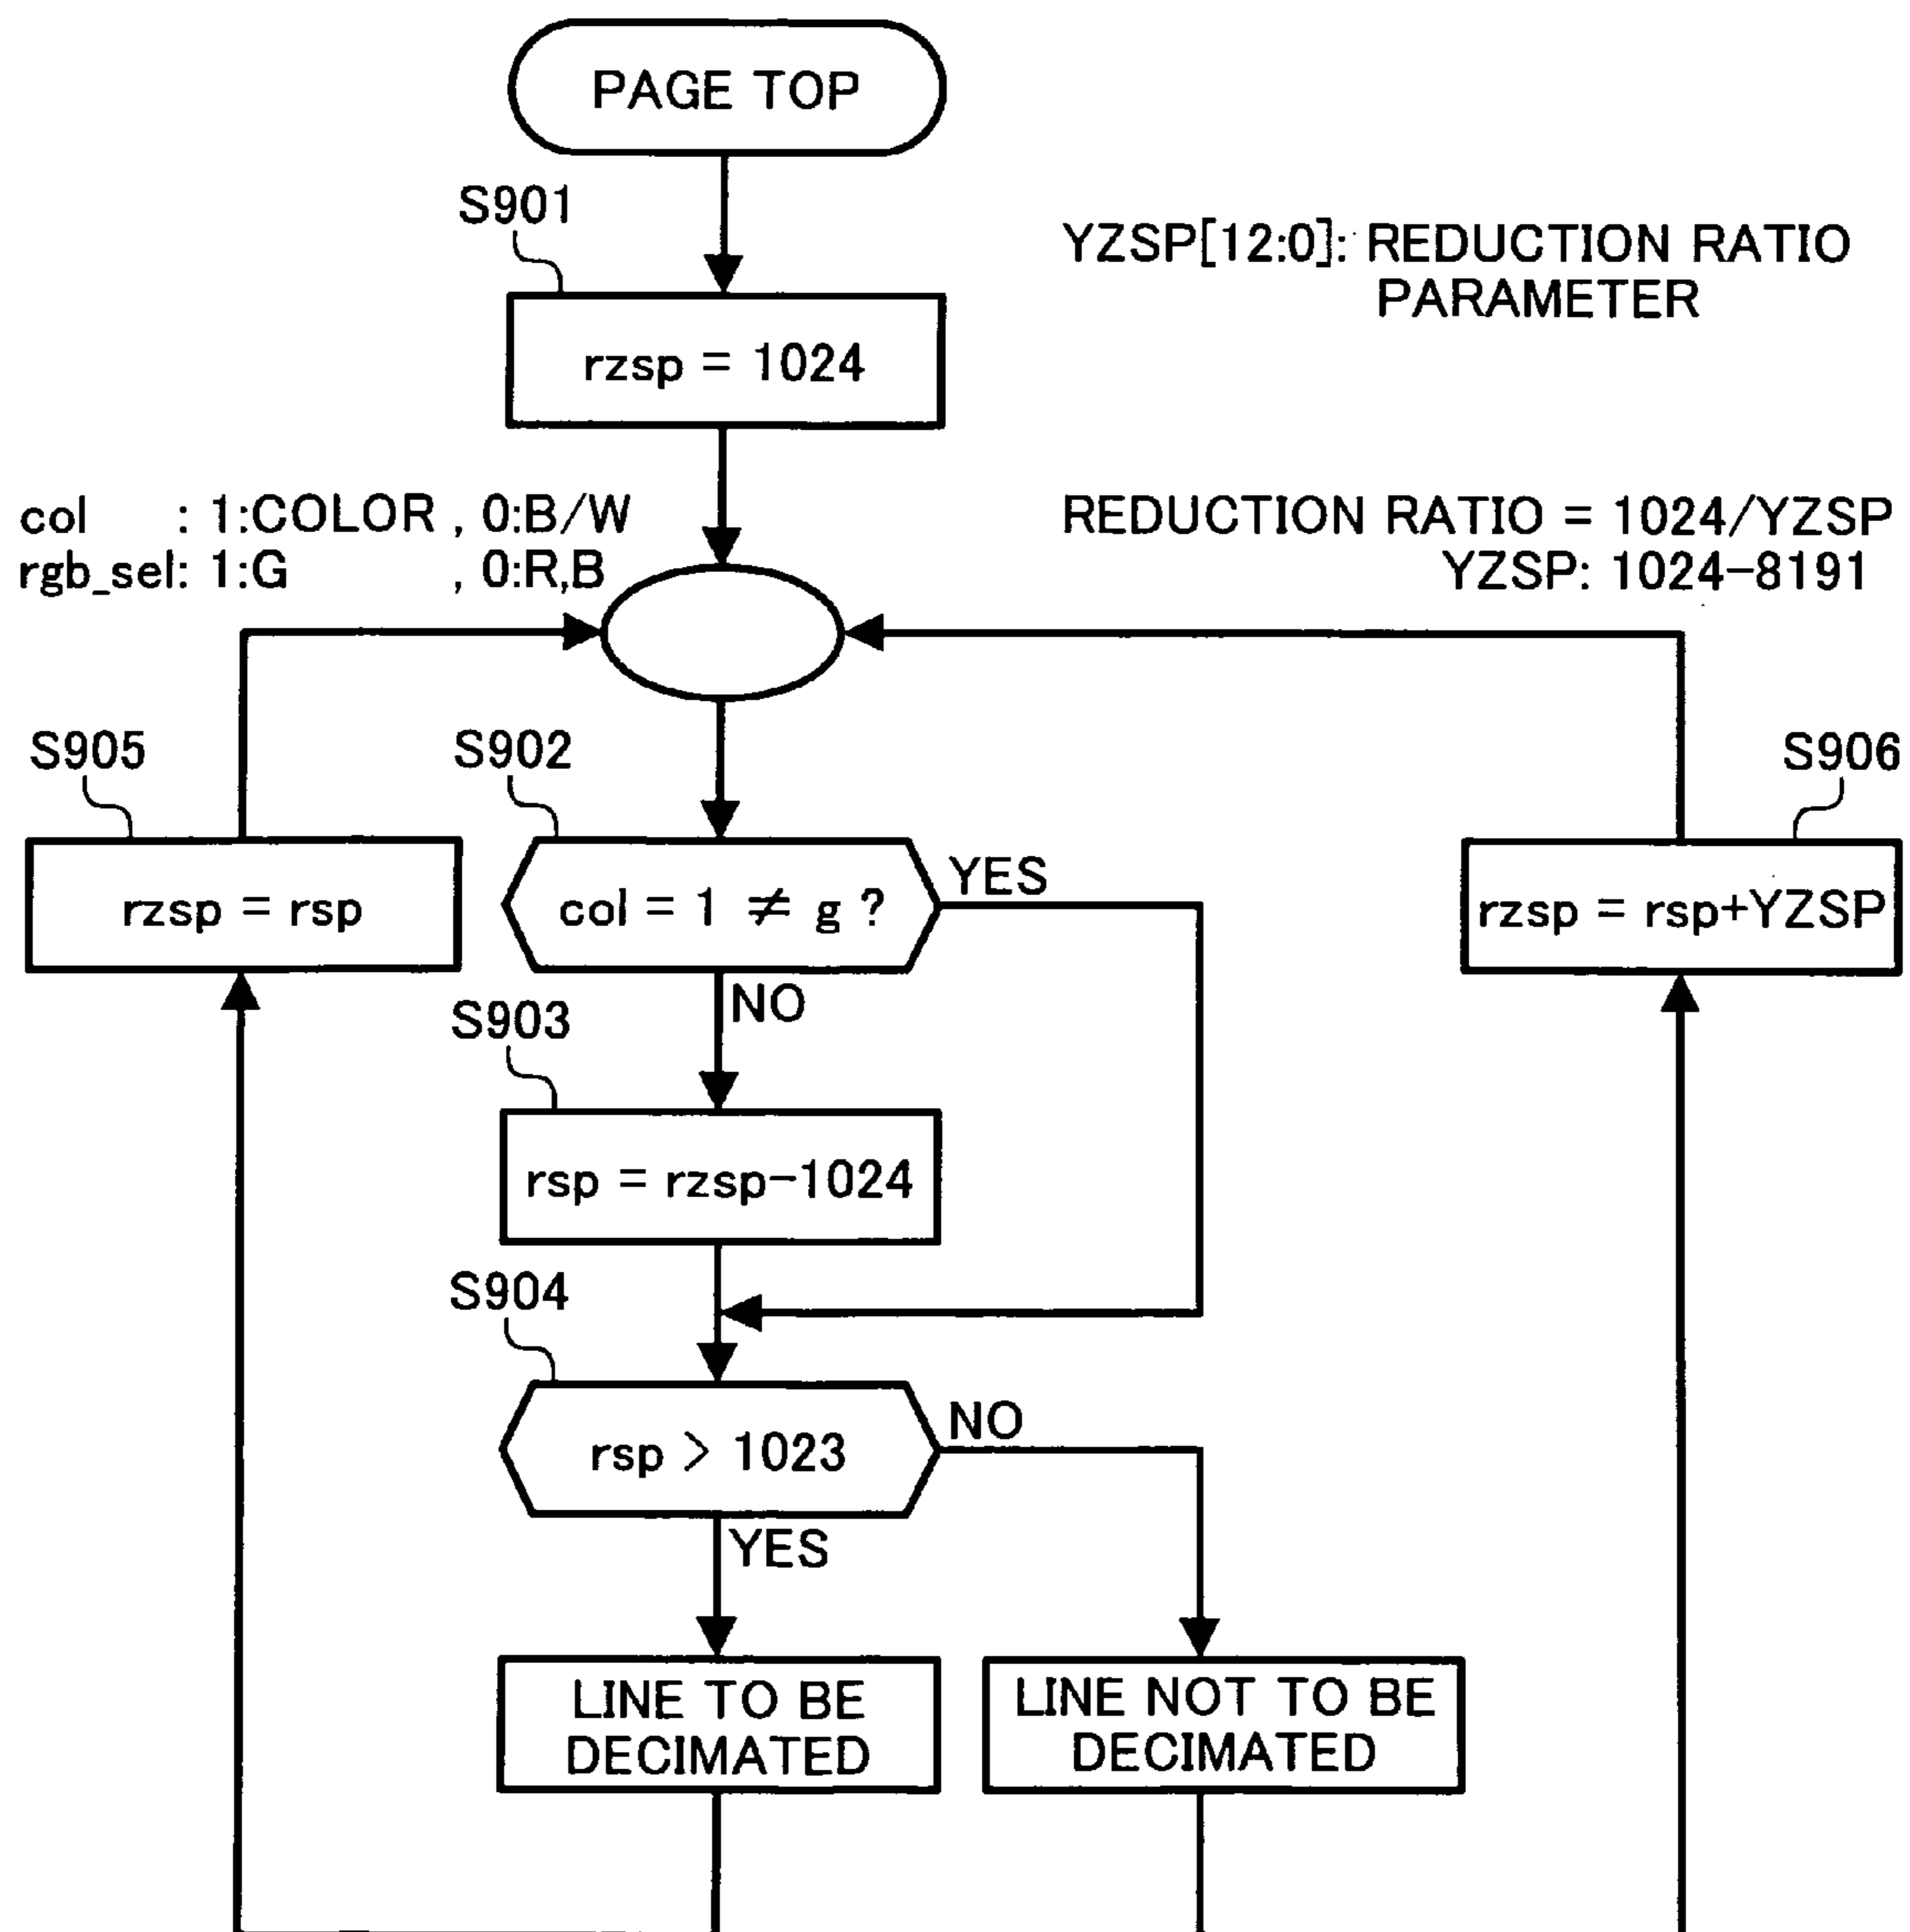 PAGE TOP
S901
YZSP[12:0]: REDUCTION RATIO
PARAMETER
rzsp = 1024
col : 1:COLOR , 0:B/W
rgb_sel: 1:G , 0:R,B
REDUCTION RATIO = 1024/YZSP
YZSP: 1024-8191
S905
S902
S906
rzsp = rsp
col = 1 ≠ g ?
YES
rzsp = rsp+YZSP
NO
S903
rsp = rzsp-1024
S904
rsp > 1023
NO
YES
LINE TO BE
DECIMATED
LINE NOT TO BE
DECIMATED